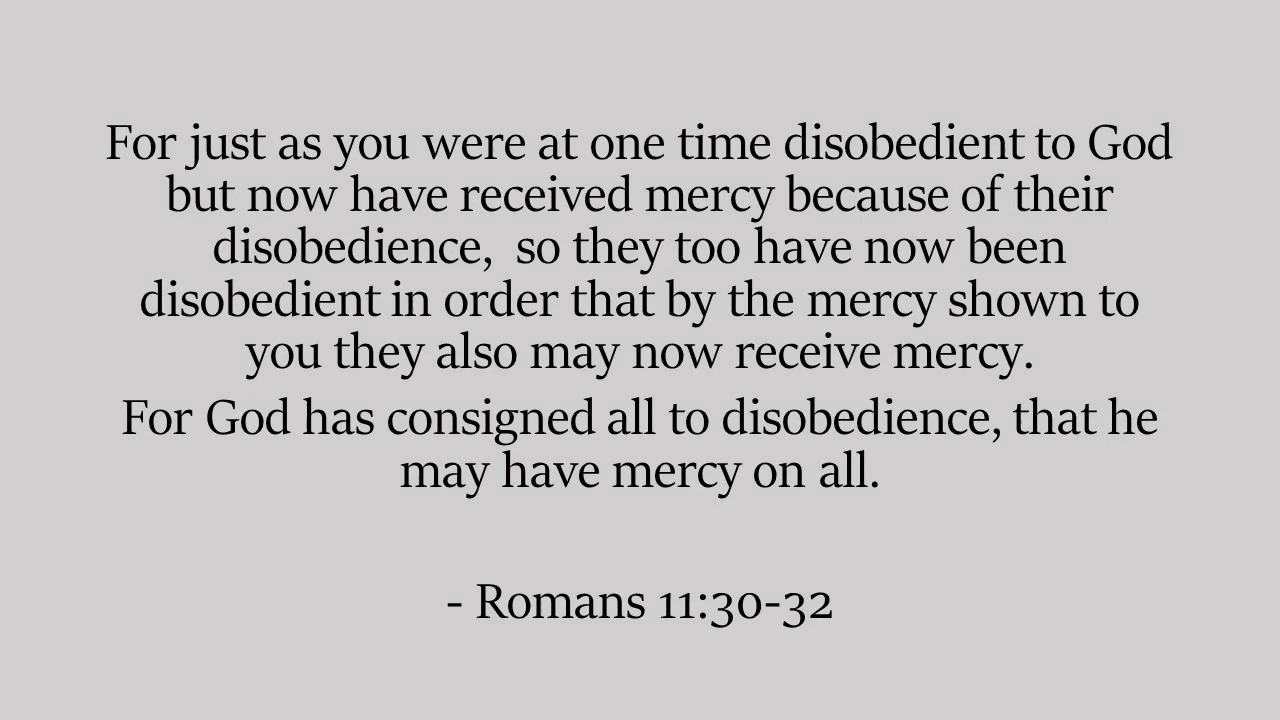 For just as you were at one time disobedient to God
but now have received mercy because of their
disobedience,  so they too have now been
disobedient in order that by the mercy shown to
you they also may now receive mercy.
For God has consigned all to disobedience, that he
may have mercy on all.
- Romans 11:30-32